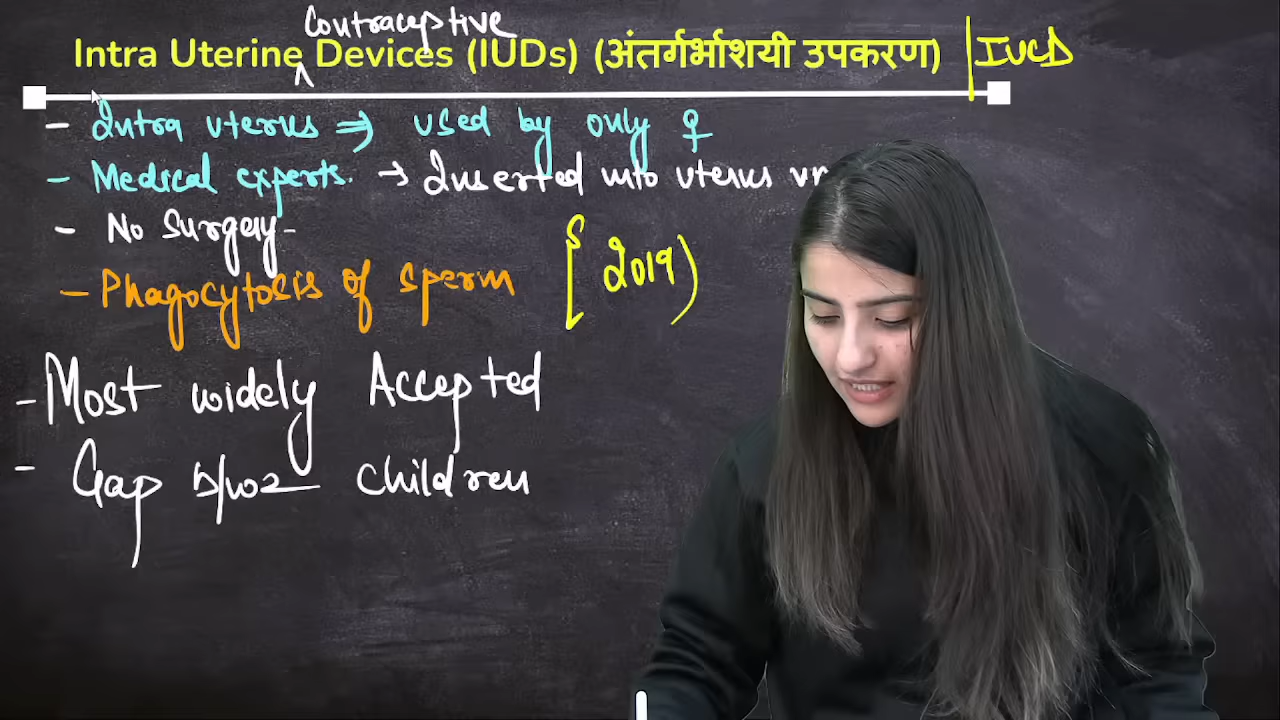 Contraceptive
Intra Uterine ^ Devices (IUDs) (अंतर्गर्भाशयी उपकरण) | IUCD
- Intra uterus ⇒ used by only ♀
- Medical experts. → Inserted into uterus
- No surgery-
- Phagocytosis of sperm [2019)
- Most widely Accepted
- Gap b/w 2 children